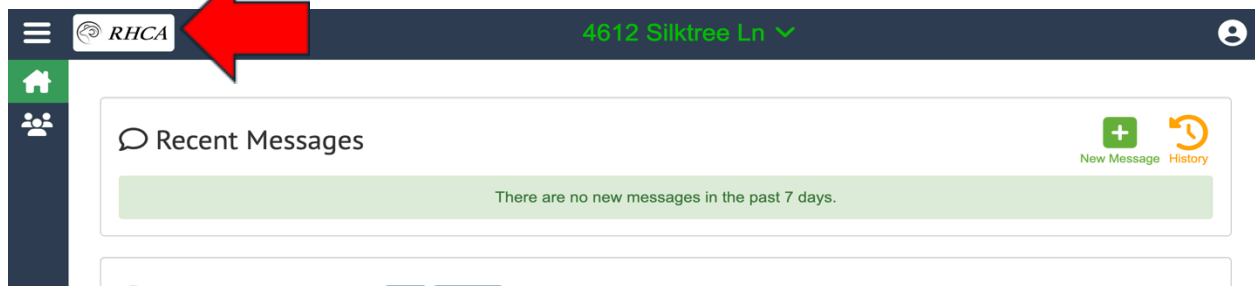 RHCA
4612 Silktree Ln
Recent Messages
New Message
History
There are no new messages in the past 7 days.